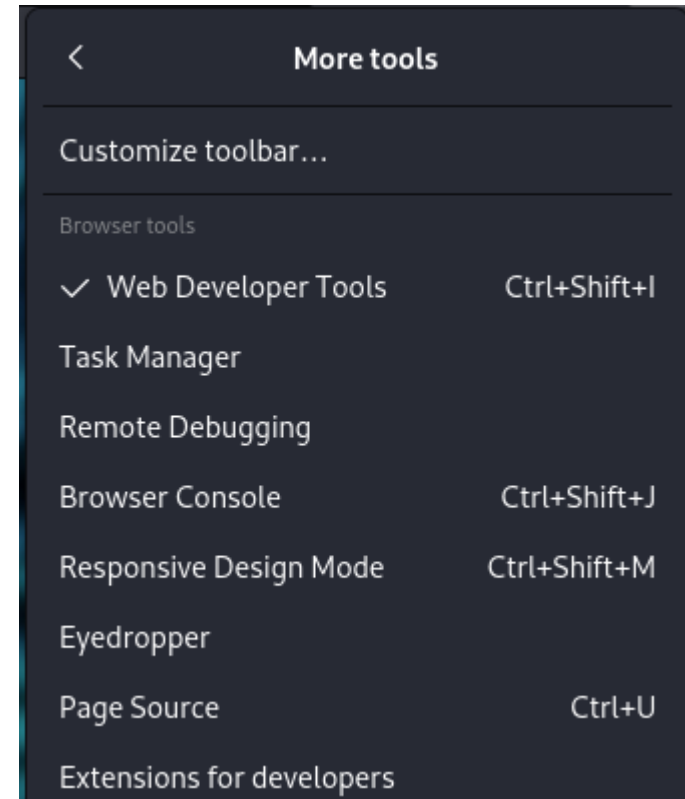 More tools
Customize toolbar...
Browser tools
Web Developer Tools Ctrl+Shift+I
Task Manager
Remote Debugging
Browser Console Ctrl+Shift+J
Responsive Design Mode Ctrl+Shift+M
Eyedropper
Page Source Ctrl+U
Extensions for developers